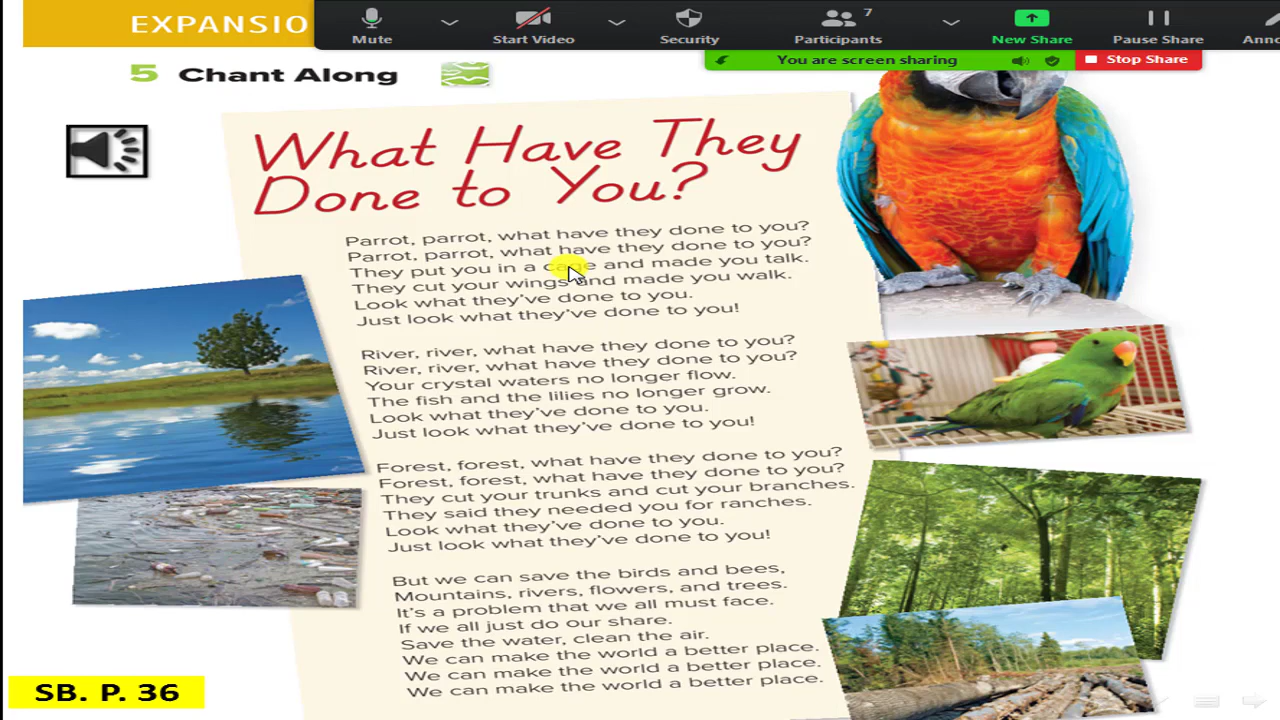 EXPANSIO
Mute
Start Video
Security
Participants
7
New Share
Pause Share
Anno
You are screen sharing
Stop Share
5 Chant Along
What Have They
Done to You?
Parrot, parrot, what have they done to you?
Parrot, parrot, what have they done to you?
They put you in a cage and made you talk.
They cut your wings and made you walk.
Look what they've done to you.
Just look what they've done to you!
River, river, what have they done to you?
River, river, what have they done to you?
Your crystal waters no longer flow.
The fish and the lilies no longer grow.
Look what they've done to you.
Just look what they've done to you!
Forest, forest, what have they done to you?
Forest, forest, what have they done to you?
They cut your trunks and cut your branches.
They said they needed you for ranches.
Look what they've done to you.
Just look what they've done to you!
But we can save the birds and bees,
Mountains, rivers, flowers, and trees.
It's a problem that we all must face.
If we all just do our share.
Save the water, clean the air.
We can make the world a better place.
We can make the world a better place.
We can make the world a better place.
SB. P. 36